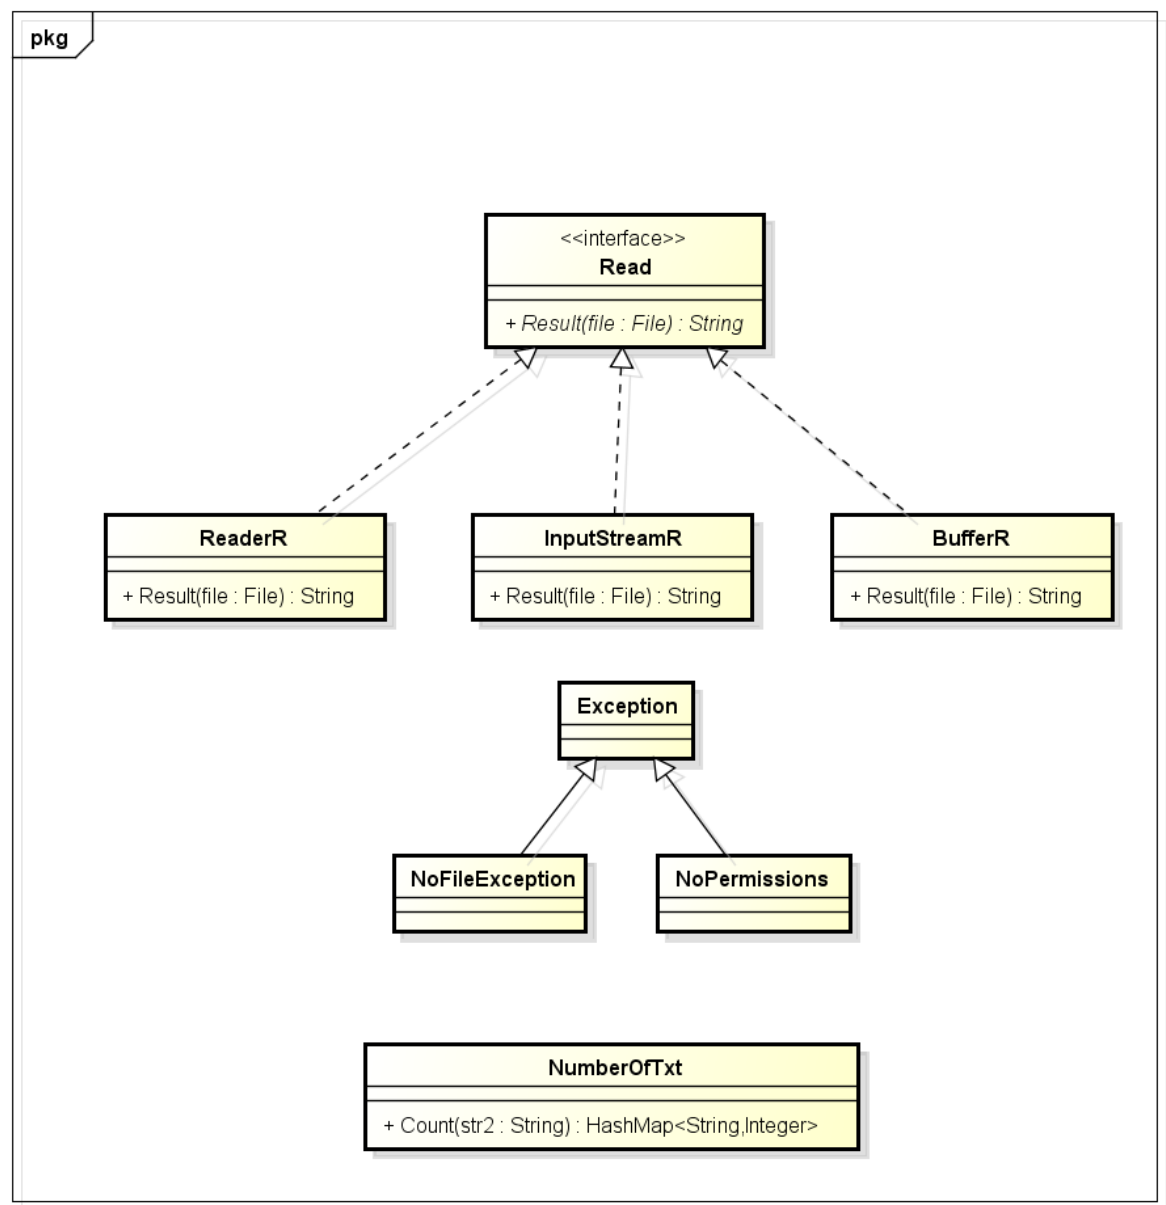 pkg
<<interface>>
Read
+ Result(file : File) : String
ReaderR
+ Result(file : File) : String
InputStreamR
+ Result(file : File) : String
BufferR
+ Result(file : File) : String
Exception
NoFileException
NoPermissions
NumberOfTxt
+ Count(str2 : String) : HashMap<String,Integer>